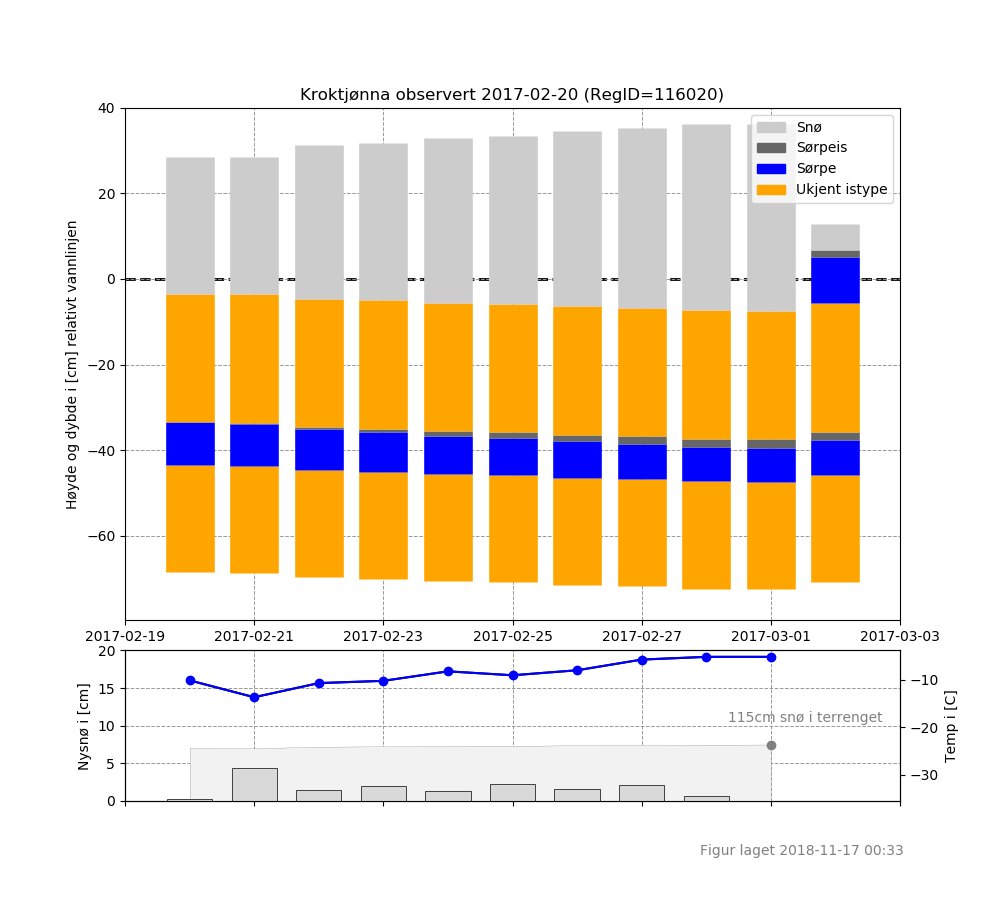 Kroktjønna observert 2017-02-20 (RegID=116020)
Høyde og dybde i [cm] relativt vannlinjen
40
20
0
−20
−40
−60
Snø
Sørpeis
Sørpe
Ukjent istype
2017-02-19 2017-02-21 2017-02-23 2017-02-25 2017-02-27 2017-03-01 2017-03-03
Nysnø i [cm]
20
15
10
5
0
115cm snø i terrenget
−10
−20
−30
Temp i [C]
Figur laget 2018-11-17 00:33